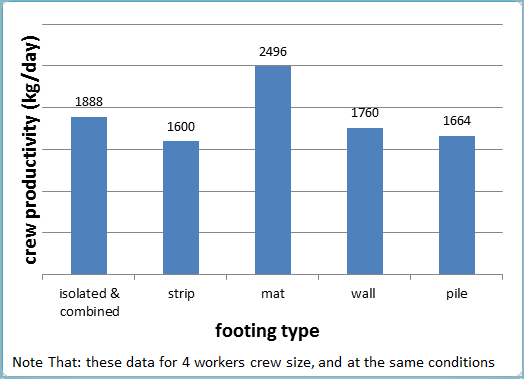 crew productivity (kg/day)
2496
1888
1760
1664
1600
isolated &
combined
strip
mat
wall
pile
footing type
Note That: these data for 4 workers crew size, and at the same conditions